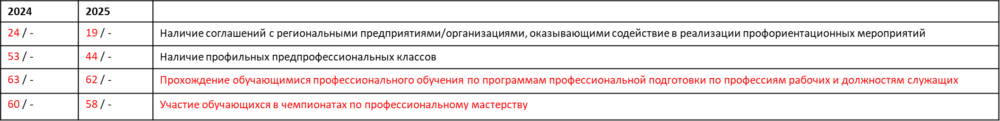 2024 2025
24 / - 19 / - Наличие соглашений с региональными предприятиями/организациями, оказывающими содействие в реализации профориентационных мероприятий
53 / - 44 / - Наличие профильных предпрофессиональных классов
63 / - 62 / - Прохождение обучающимися профессионального обучения по программам профессиональной подготовки по профессиям рабочих и должностям служащих
60 / - 58 / - Участие обучающихся в чемпионатах по профессиональному мастерству